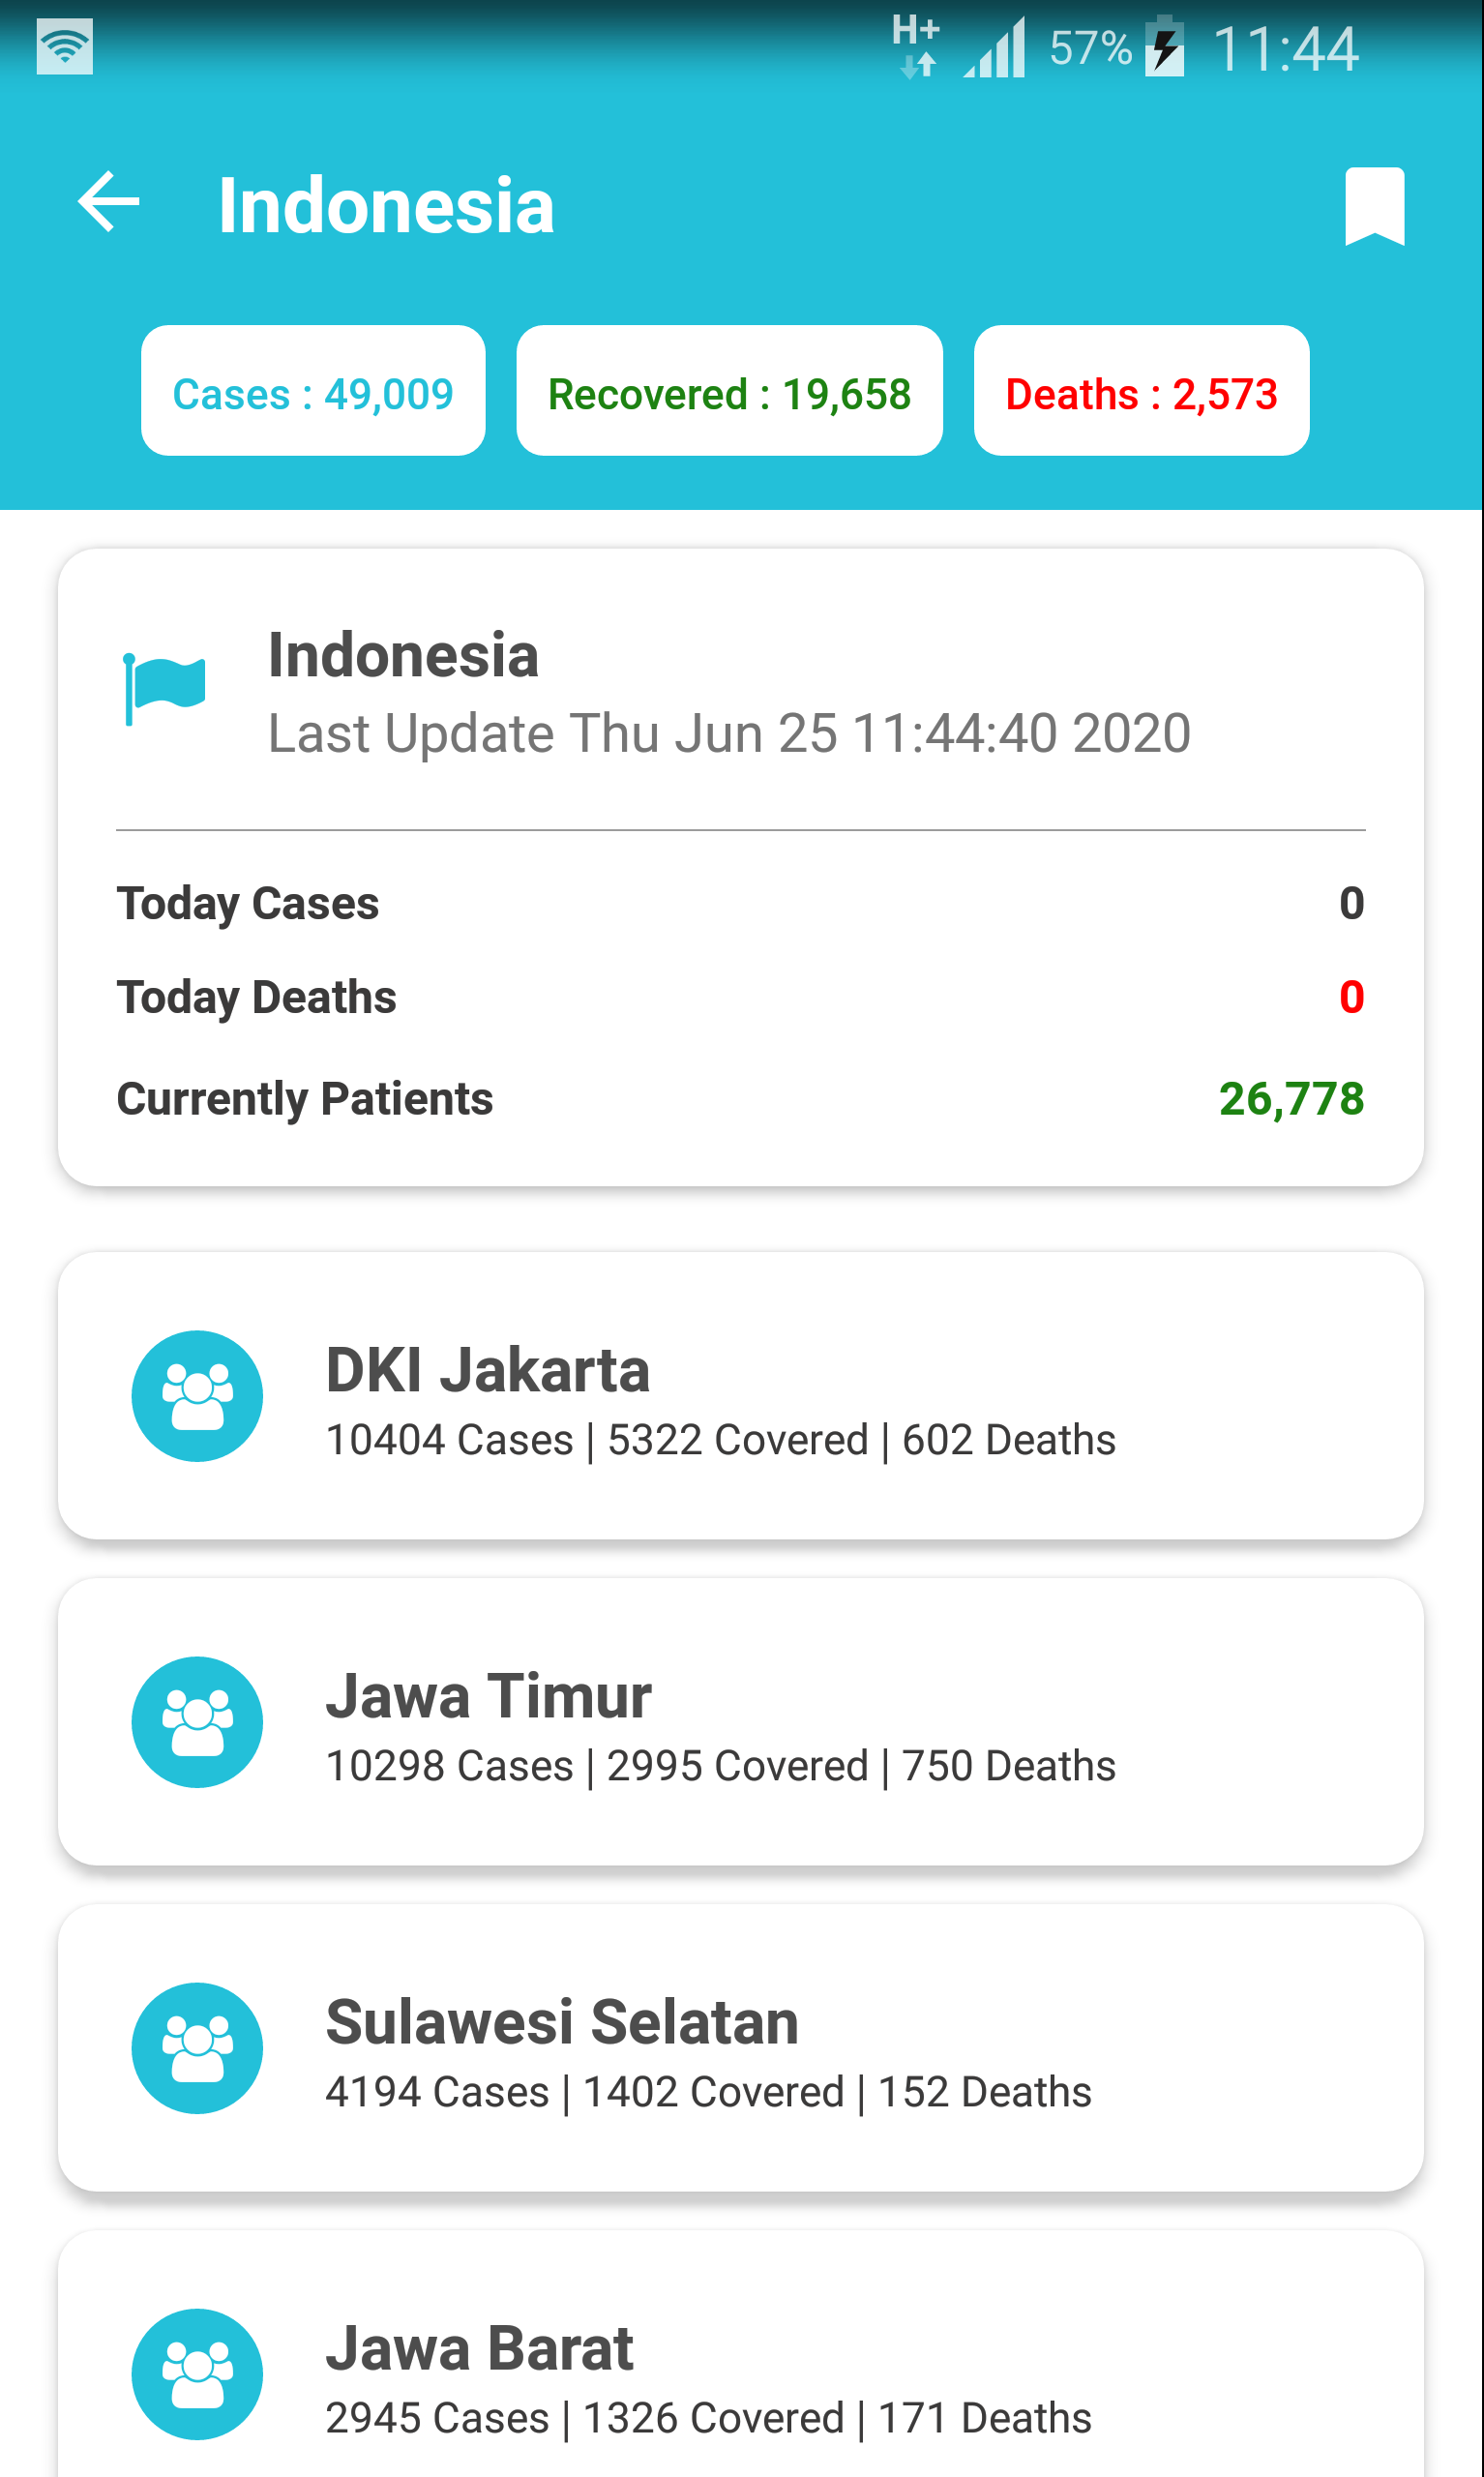 H+ 57% 11:44
Indonesia
Cases : 49,009 Recovered : 19,658 Deaths : 2,573
Indonesia
Last Update Thu Jun 25 11:44:40 2020
Today Cases 0
Today Deaths 0
Currently Patients 26,778
DKI Jakarta
10404 Cases | 5322 Covered | 602 Deaths
Jawa Timur
10298 Cases | 2995 Covered | 750 Deaths
Sulawesi Selatan
4194 Cases | 1402 Covered | 152 Deaths
Jawa Barat
2945 Cases | 1326 Covered | 171 Deaths